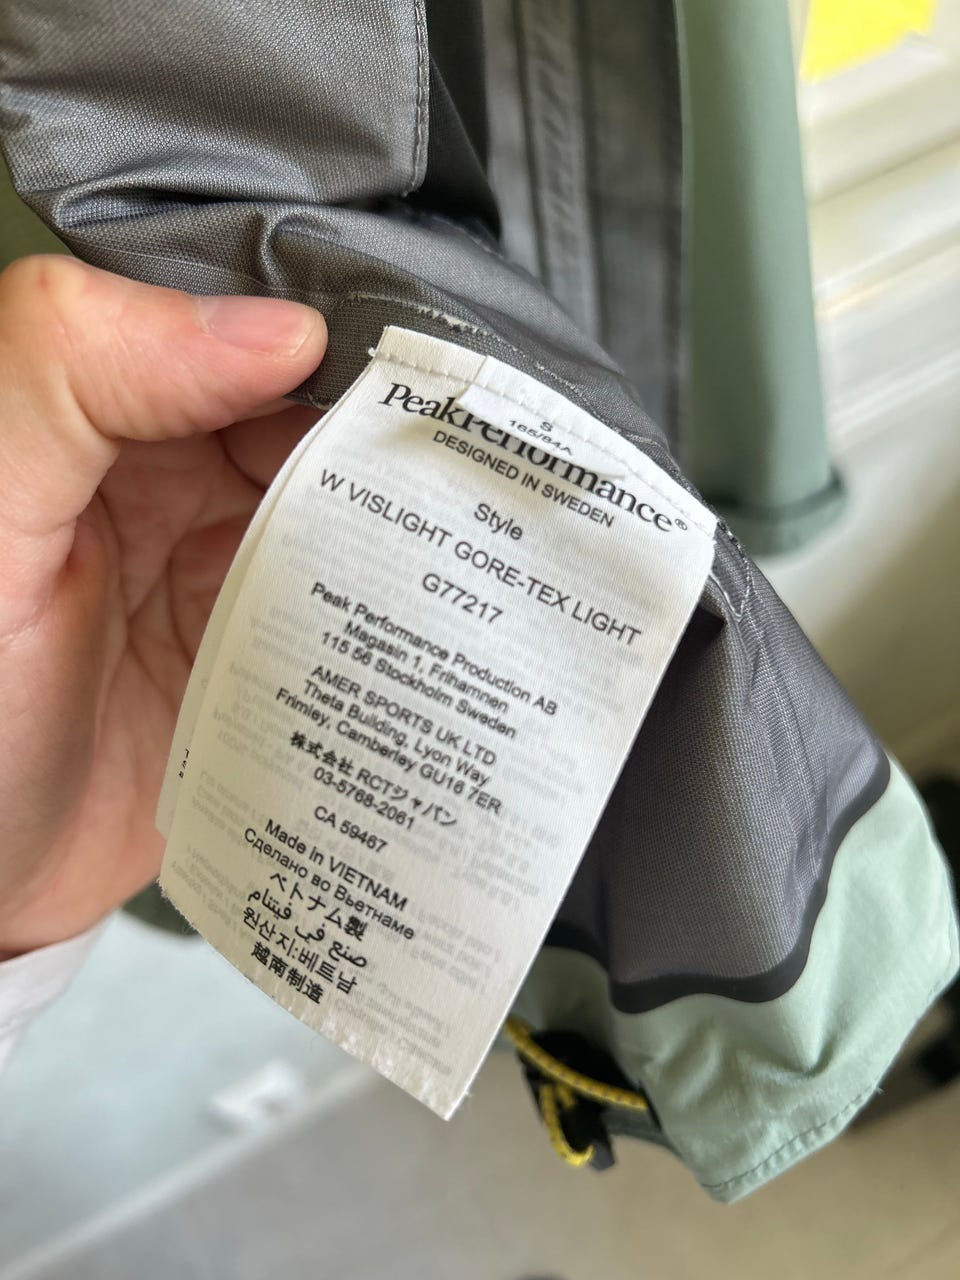 S
165/84A
PeakPerformance®
DESIGNED IN SWEDEN
Style
W VISLIGHT GORE-TEX LIGHT
G77217
Peak Performance Production AB
Magasin 1, Frihamnen
115 56 Stockholm Sweden
AMER SPORTS UK LTD
Theta Building, Lyon Way
Frimley, Camberley GU16 7ER
株式会社 RCTジャパン
03-5768-2061
CA 59467
Made in VIETNAM
Сделано во Вьетнаме
ベトナム製
صنع في فيتنام
원산지:베트남
越南制造